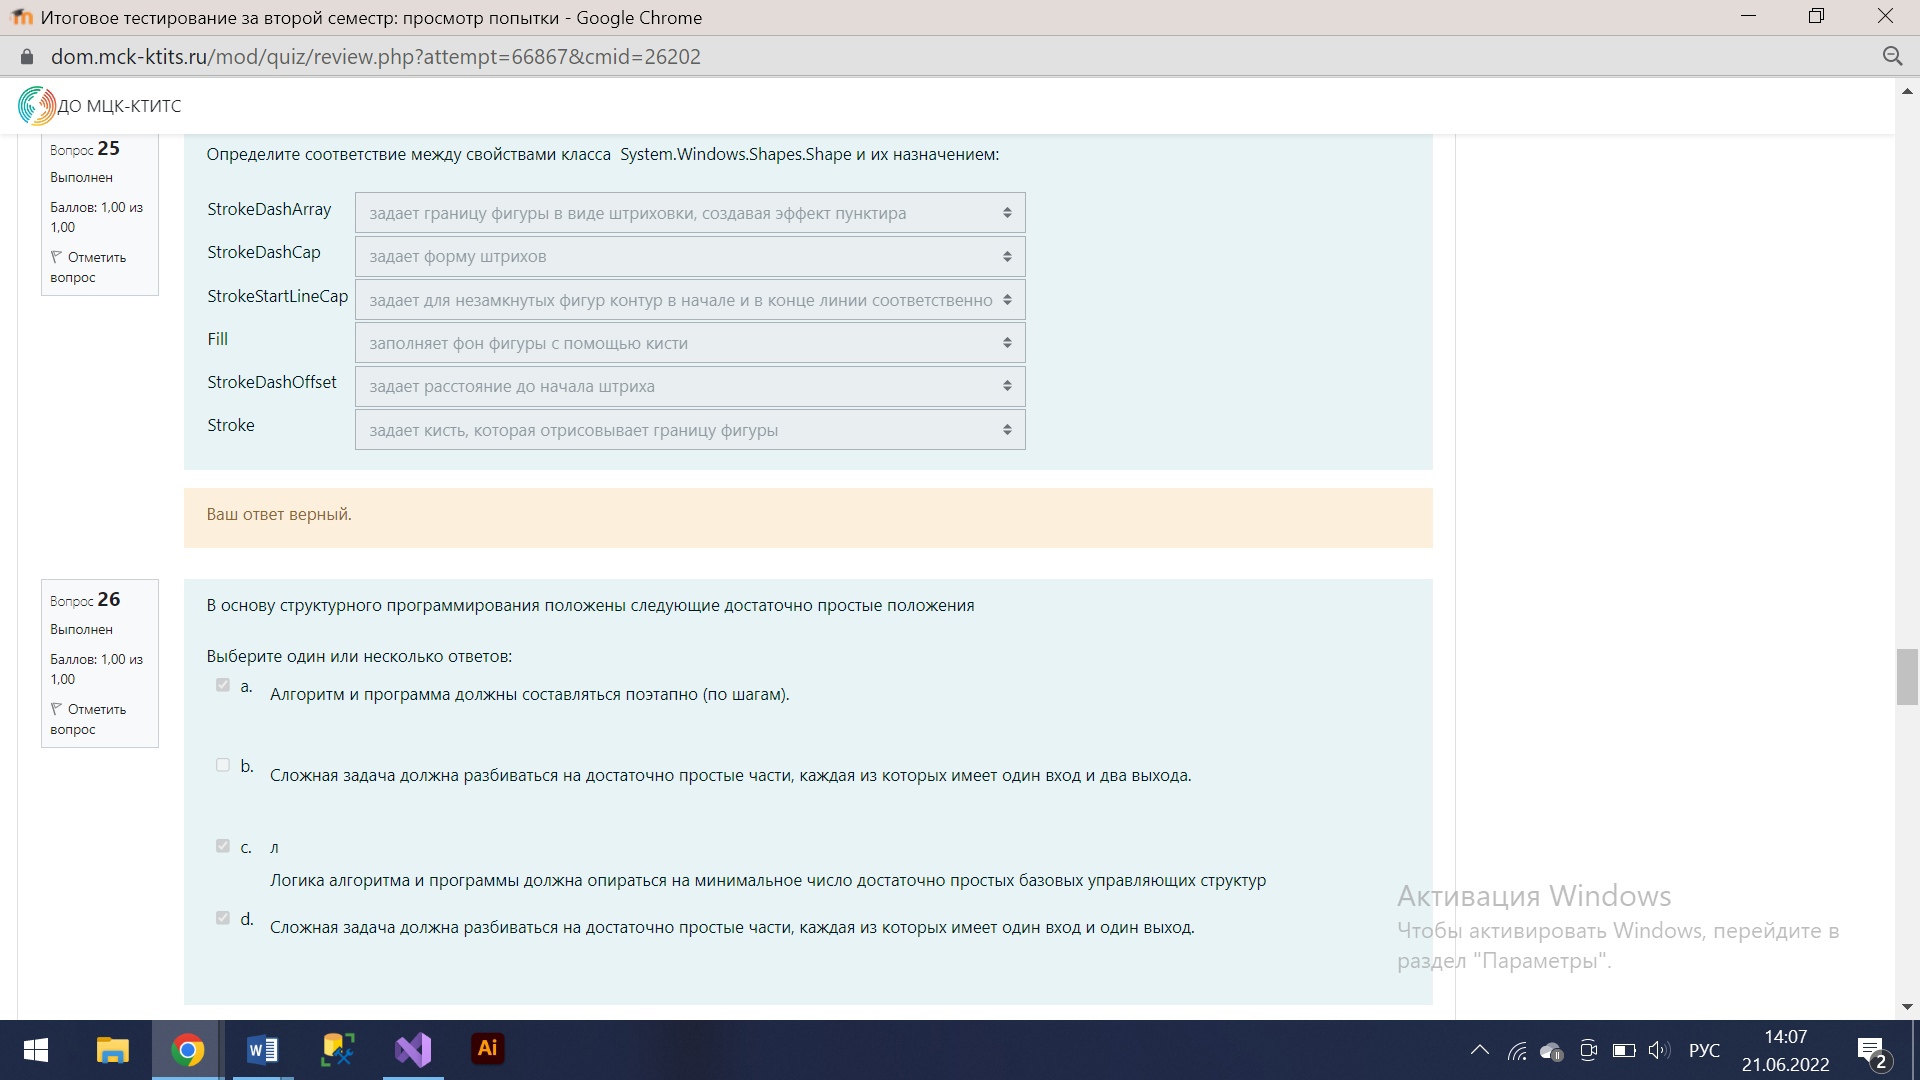 Итоговое тестирование за второй семестр: просмотр попытки - Google Chrome
dom.mck-ktits.ru/mod/quiz/review.php?attempt=66867&cmid=26202
ДО МЦК-КТИТС
Вопрос 25
Выполнен
Баллов: 1,00 из
1,00
Отметить
вопрос
Определите соответствие между свойствами класса  System.Windows.Shapes.Shape и их назначением:
StrokeDashArray задает границу фигуры в виде штриховки, создавая эффект пунктира
StrokeDashCap задает форму штрихов
StrokeStartLineCap задает для незамкнутых фигур контур в начале и в конце линии соответственно
Fill заполняет фон фигуры с помощью кисти
StrokeDashOffset задает расстояние до начала штриха
Stroke задает кисть, которая отрисовывает границу фигуры
Ваш ответ верный.
Вопрос 26
Выполнен
Баллов: 1,00 из
1,00
Отметить
вопрос
В основу структурного программирования положены следующие достаточно простые положения
Выберите один или несколько ответов:
a. Алгоритм и программа должны составляться поэтапно (по шагам).
b. Сложная задача должна разбиваться на достаточно простые части, каждая из которых имеет один вход и два выхода.
c. л
Логика алгоритма и программы должна опираться на минимальное число достаточно простых базовых управляющих структур
d. Сложная задача должна разбиваться на достаточно простые части, каждая из которых имеет один вход и один выход.
Активация Windows
Чтобы активировать Windows, перейдите в
раздел "Параметры".
Ai
РУС
14:07
21.06.2022
2